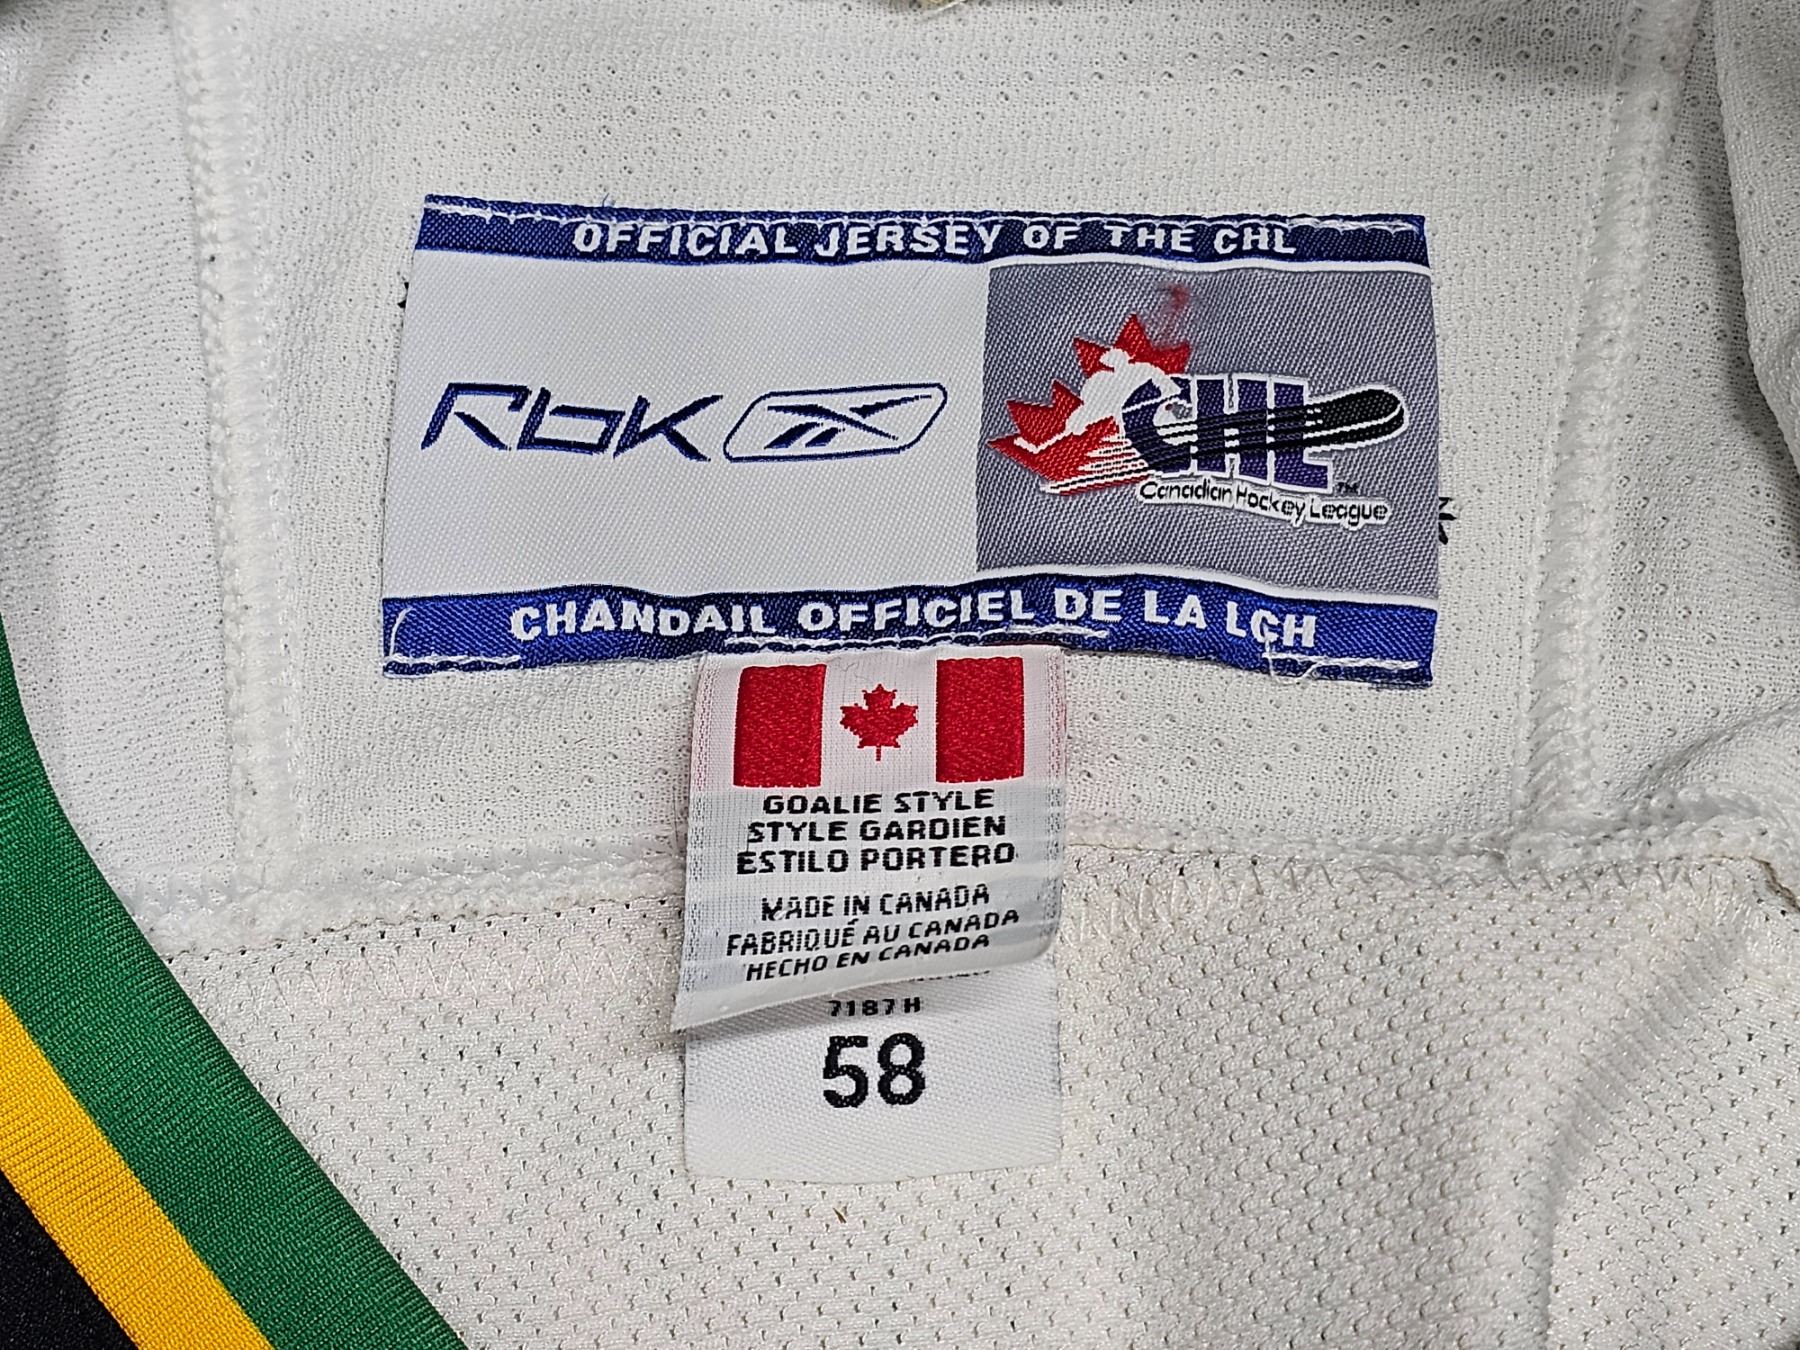 OFFICIAL JERSEY OF THE CHL
Rbk
CHL
TM
Canadian Hockey League
CHANDAIL OFFICIEL DE LA LCH
GOALIE STYLE
STYLE GARDIEN
ESTILO PORTERO
MADE IN CANADA
FABRIQUÉ AU CANADA
HECHO EN CANADA
7187H
58